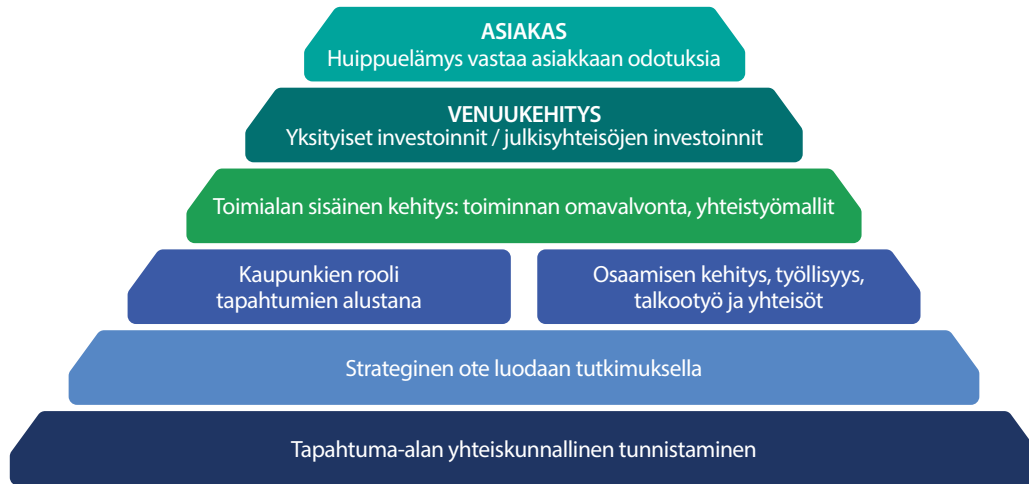 ASIAKAS
Huippuelämys vastaa asiakkaan odotuksia
VENUUKEHITYS
Yksityiset investoinnit / julkisyhteisöjen investoinnit
Toimialan sisäinen kehitys: toiminnan omavalvonta, yhteistyömallit
Kaupunkien rooli
tapahtumien alustana
Osaamisen kehitys, työllisyys,
talkootyö ja yhteisöt
Strateginen ote luodaan tutkimuksella
Tapahtuma-alan yhteiskunnallinen tunnistaminen